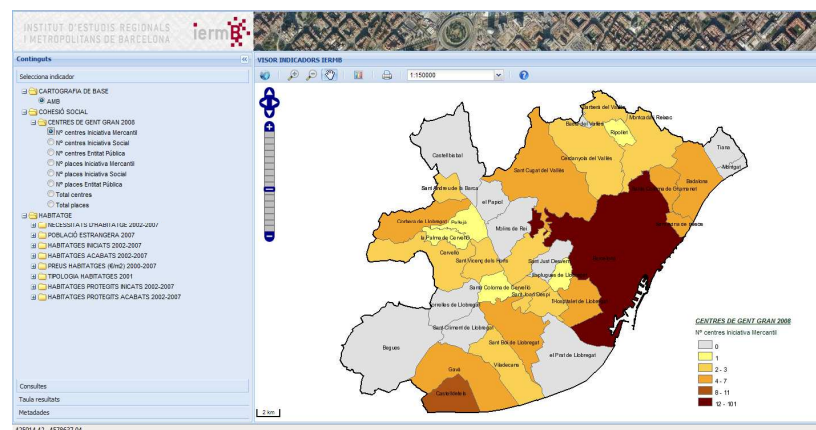 INSTITUT D'ESTUDIS REGIONALS
I METROPOLITANS DE BARCELONA
iermB
Continguts
VISOR INDICADORS IERMB
Selecciona indicador
1:150000
CARTOGRAFIA DE BASE
AMB
COHESIÓ SOCIAL
CENTRES DE GENT GRAN 2008
Nº centres Iniciativa Mercantil
Nº centres Iniciativa Social
Nº centres Entitat Pública
Nº places Iniciativa Mercantil
Nº places Iniciativa Social
Nº places Entitat Pública
Total centres
Total places
HABITATGE
NECESSITATS D'HABITATGE 2002-2007
POBLACIÓ ESTRANGERA 2007
HABITATGES INICIATS 2002-2007
HABITATGES ACABATS 2002-2007
PREUS HABITATGES (€/m2) 2000-2007
TIPOLOGIA HABITATGES 2001
HABITATGES PROTEGITS INICATS 2002-2007
HABITATGES PROTEGITS ACABATS 2002-2007
Consultes
Taula resultats
Metadades
Ripollet
Tiana
Montgat
Castellbisbal
Cerdanyola del Vallès
Sant Cugat del Vallès
Badalona
Sant Andreu de la Barca
el Papiol
Pallejà
Molins de Rei
la Palma de Cervelló
Cervelló
Sant Vicenç dels Horts
Sant Just Desvern
Esplugues de Llobregat
Santa Coloma de Cervelló
Sant Joan Despí
l'Hospitalet de Llobregat
Sant Climent de Llobregat
Begues
Sant Boi de Llobregat
el Prat de Llobregat
Viladecans
Gavà
Castelldefels
2 km
CENTRES DE GENT GRAN 2008
Nº centres Iniciativa Mercantil
0
1
2 - 3
4 - 7
8 - 11
12 - 101